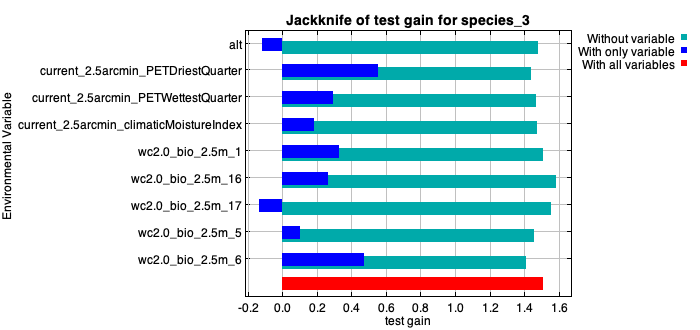 Jackknife of test gain for species_3
Without variable
With only variable
With all variables
Environmental Variable
alt
current_2.5arcmin_PETDriestQuarter
current_2.5arcmin_PETWettestQuarter
current_2.5arcmin_climaticMoistureIndex
wc2.0_bio_2.5m_1
wc2.0_bio_2.5m_16
wc2.0_bio_2.5m_17
wc2.0_bio_2.5m_5
wc2.0_bio_2.5m_6
-0.2 0.0 0.2 0.4 0.6 0.8 1.0 1.2 1.4 1.6
test gain